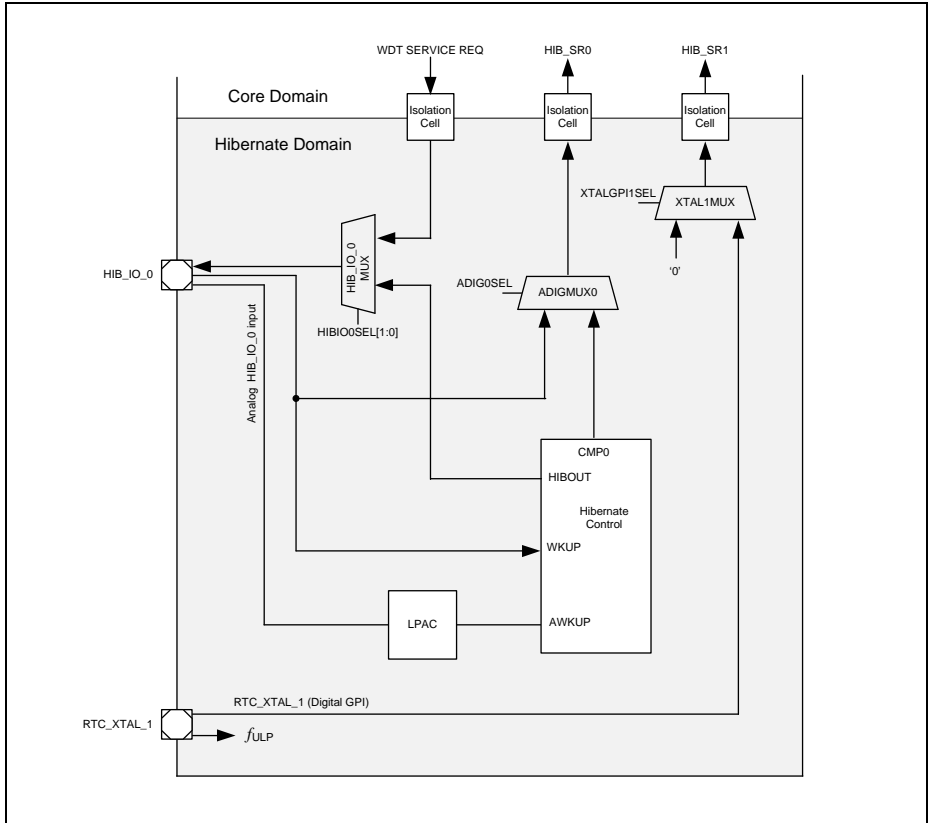 WDT SERVICE REQ
HIB_SR0
HIB_SR1
Core Domain
Isolation
Cell
Isolation
Cell
Isolation
Cell
Hibernate Domain
XTALGPI1SEL
XTAL1MUX
HIB_IO_0
MUX
HIB_IO_0
'0'
ADIG0SEL
ADIGMUX0
HIBIO0SEL[1:0]
Analog HIB_IO_0 input
CMP0
HIBOUT
Hibernate
Control
WKUP
LPAC
AWKUP
RTC_XTAL_1 (Digital GPI)
RTC_XTAL_1
fULP